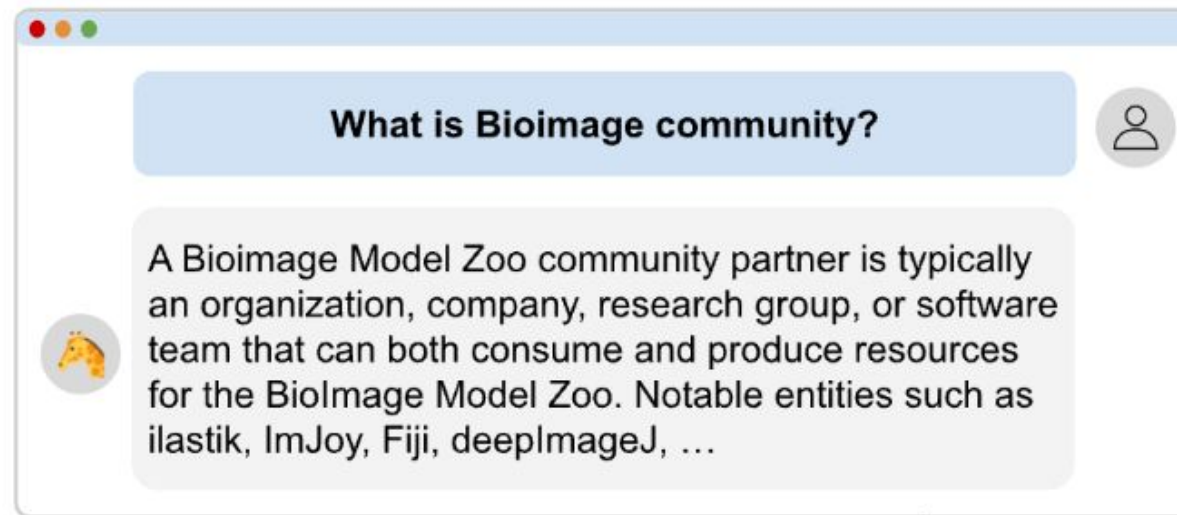 What is Bioimage community?
A Bioimage Model Zoo community partner is typically
an organization, company, research group, or software
team that can both consume and produce resources
for the BioImage Model Zoo. Notable entities such as
ilastik, ImJoy, Fiji, deepImageJ, …